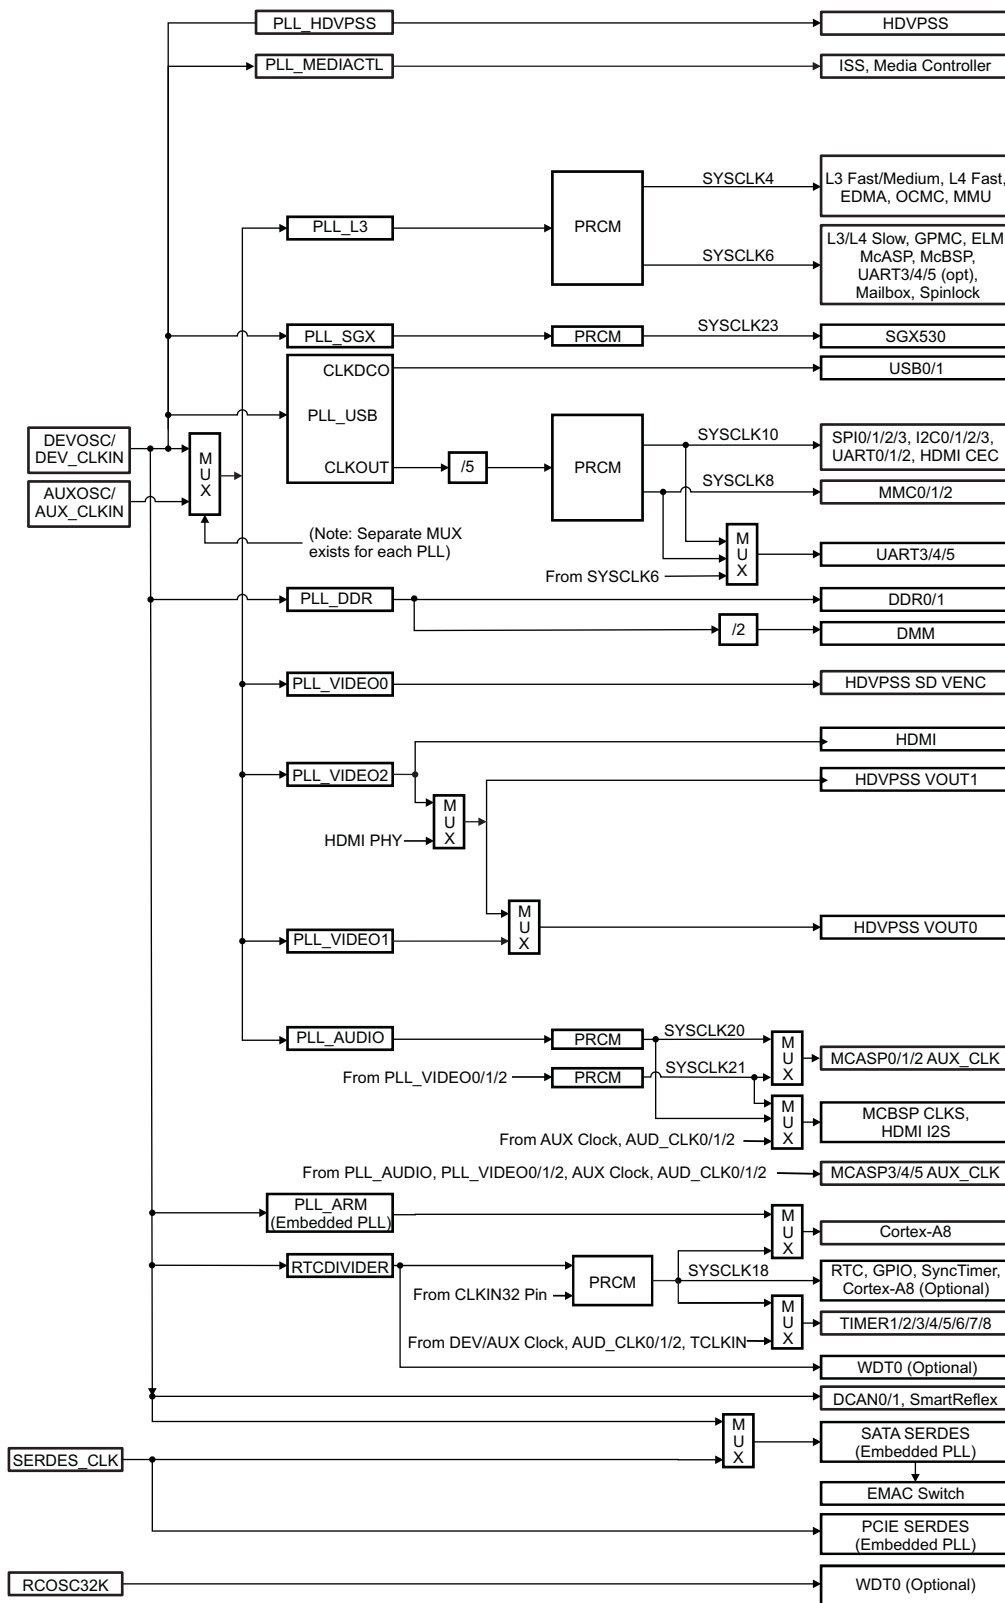 PLL_HDVPSS
HDVPSS
PLL_MEDIACTL
ISS, Media Controller
PLL_L3
PRCM
SYSCLK4
L3 Fast/Medium, L4 Fast,
EDMA, OCMC, MMU
SYSCLK6
L3/L4 Slow, GPMC, ELM
McASP, McBSP,
UART3/4/5 (opt),
Mailbox, Spinlock
PLL_SGX
PRCM
SYSCLK23
SGX530
CLKDCO
PLL_USB
CLKOUT
USB0/1
/5
PRCM
SYSCLK10
SPI0/1/2/3, I2C0/1/2/3,
UART0/1/2, HDMI CEC
SYSCLK8
MMC0/1/2
DEVOSC/
DEV_CLKIN
AUXOSC/
AUX_CLKIN
M
U
X
(Note: Separate MUX
exists for each PLL)
M
U
X
From SYSCLK6
UART3/4/5
PLL_DDR
DDR0/1
/2
DMM
PLL_VIDEO0
HDVPSS SD VENC
HDMI
PLL_VIDEO2
HDVPSS VOUT1
M
U
X
HDMI PHY
M
U
X
PLL_VIDEO1
HDVPSS VOUT0
PLL_AUDIO
PRCM
SYSCLK20
M
U
X
MCASP0/1/2 AUX_CLK
From PLL_VIDEO0/1/2
PRCM
SYSCLK21
M
U
X
MCBSP CLKS,
HDMI I2S
From AUX Clock, AUD_CLK0/1/2
From PLL_AUDIO, PLL_VIDEO0/1/2, AUX Clock, AUD_CLK0/1/2
MCASP3/4/5 AUX_CLK
PLL_ARM
(Embedded PLL)
M
U
X
Cortex-A8
RTCDIVIDER
From CLKIN32 Pin
PRCM
SYSCLK18
RTC, GPIO, SyncTimer,
Cortex-A8 (Optional)
M
U
X
From DEV/AUX Clock, AUD_CLK0/1/2, TCLKIN
TIMER1/2/3/4/5/6/7/8
WDT0 (Optional)
DCAN0/1, SmartReflex
M
U
X
SERDES_CLK
SATA SERDES
(Embedded PLL)
EMAC Switch
PCIE SERDES
(Embedded PLL)
RCOSC32K
WDT0 (Optional)